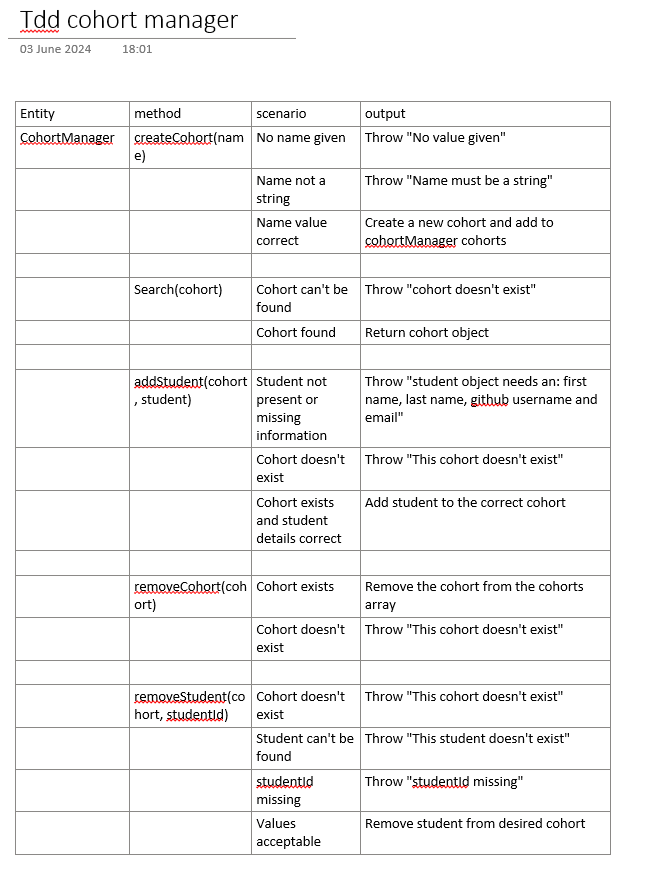 Tdd cohort manager
03 June 2024 18:01
Entity method scenario output
CohortManager createCohort(nam No name given Throw "No value given"
e)
Name not a Throw "Name must be a string"
string
Name value Create a new cohort and add to
correct cohortManager cohorts
Search(cohort) Cohort can't be Throw "cohort doesn't exist"
found
Cohort found Return cohort object
addStudent(cohort Student not Throw "student object needs an: first
, student) present or name, last name, github username and
missing email"
information
Cohort doesn't Throw "This cohort doesn't exist"
exist
Cohort exists Add student to the correct cohort
and student
details correct
removeCohort(coh Cohort exists Remove the cohort from the cohorts
ort) array
Cohort doesn't Throw "This cohort doesn't exist"
exist
removeStudent(co Cohort doesn't Throw "This cohort doesn't exist"
hort, studentId) exist
Student can't be Throw "This student doesn't exist"
found
studentId Throw "studentId missing"
missing
Values Remove student from desired cohort
acceptable